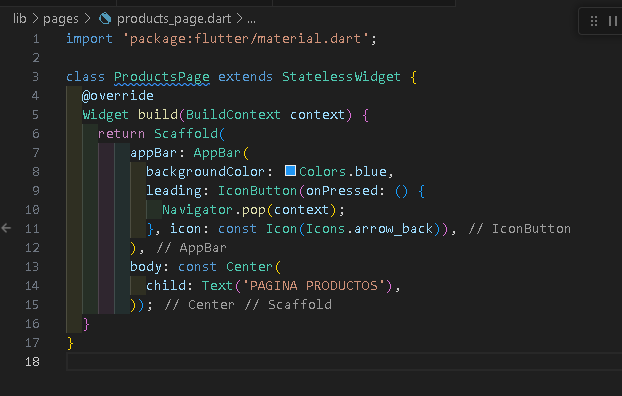 lib > pages > products_page.dart > ...
1 import 'package:flutter/material.dart';
2
3 class ProductsPage extends StatelessWidget {
4 @override
5 Widget build(BuildContext context) {
6 return Scaffold(
7 appBar: AppBar(
8 backgroundColor: Colors.blue,
9 leading: IconButton(onPressed: () {
10 Navigator.pop(context);
11 }, icon: const Icon(Icons.arrow_back)), // IconButton
12 ), // AppBar
13 body: const Center(
14 child: Text('PAGINA PRODUCTOS'),
15 )); // Center // Scaffold
16 }
17 }
18